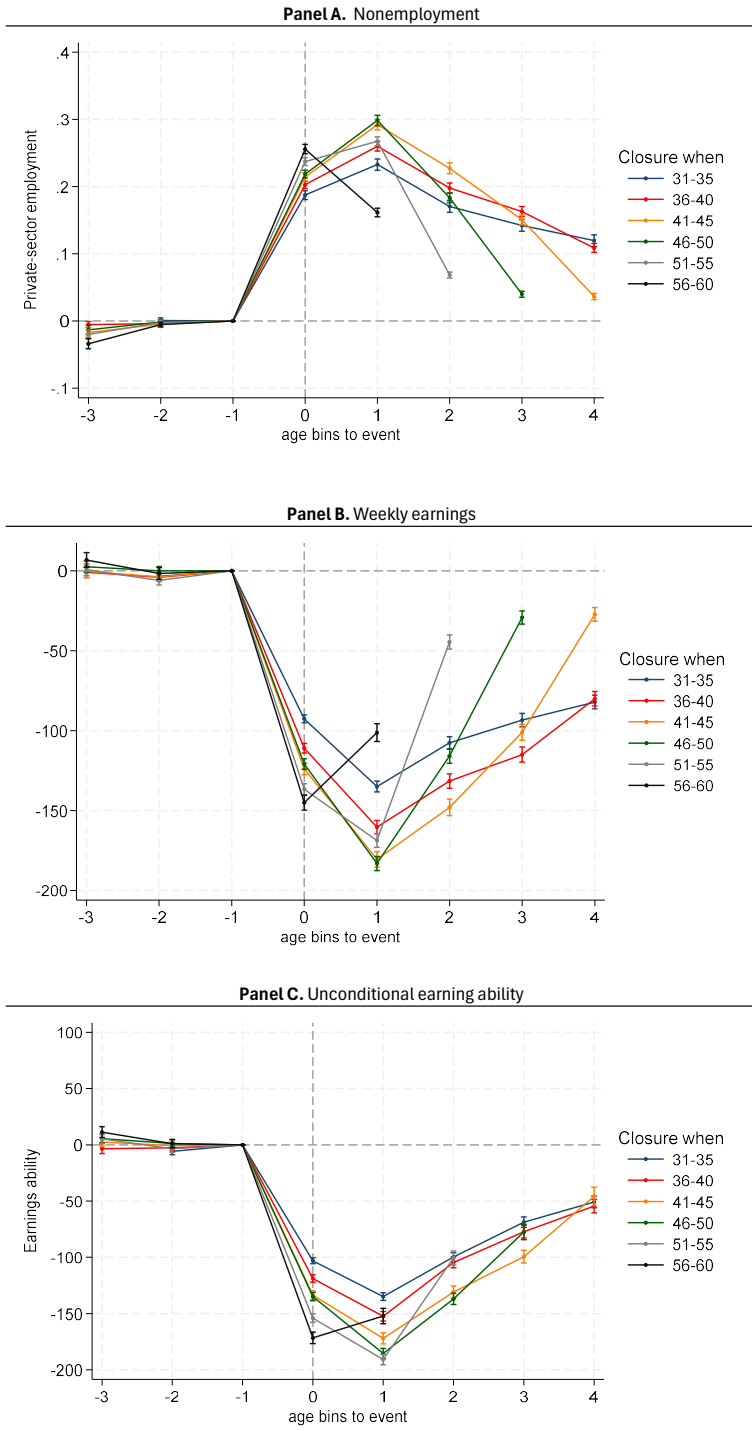 Panel A. Nonemployment
.4
.3
.2
.1
0
-.1
Private-sector employment
-3 -2 -1 0 1 2 3 4
age bins to event
Closure when
31-35
36-40
41-45
46-50
51-55
56-60
Panel B. Weekly earnings
0
-50
-100
-150
-200
-3 -2 -1 0 1 2 3 4
age bins to event
Closure when
31-35
36-40
41-45
46-50
51-55
56-60
Panel C. Unconditional earning ability
100
50
0
-50
-100
-150
-200
Earnings ability
-3 -2 -1 0 1 2 3 4
age bins to event
Closure when
31-35
36-40
41-45
46-50
51-55
56-60